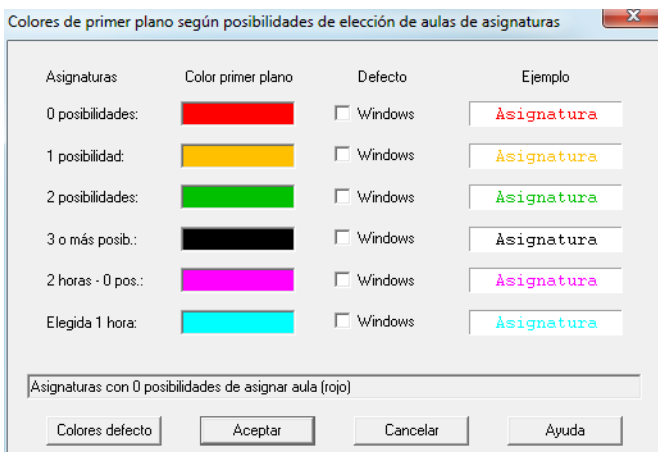 Colores de primer plano según posibilidades de elección de aulas de asignaturas
Asignaturas Color primer plano Defecto Ejemplo
0 posibilidades: Windows Asignatura
1 posibilidad: Windows Asignatura
2 posibilidades: Windows Asignatura
3 o más posib.: Windows Asignatura
2 horas - 0 pos.: Windows Asignatura
Elegida 1 hora: Windows Asignatura
Asignaturas con 0 posibilidades de asignar aula (rojo)
Colores defecto Aceptar Cancelar Ayuda